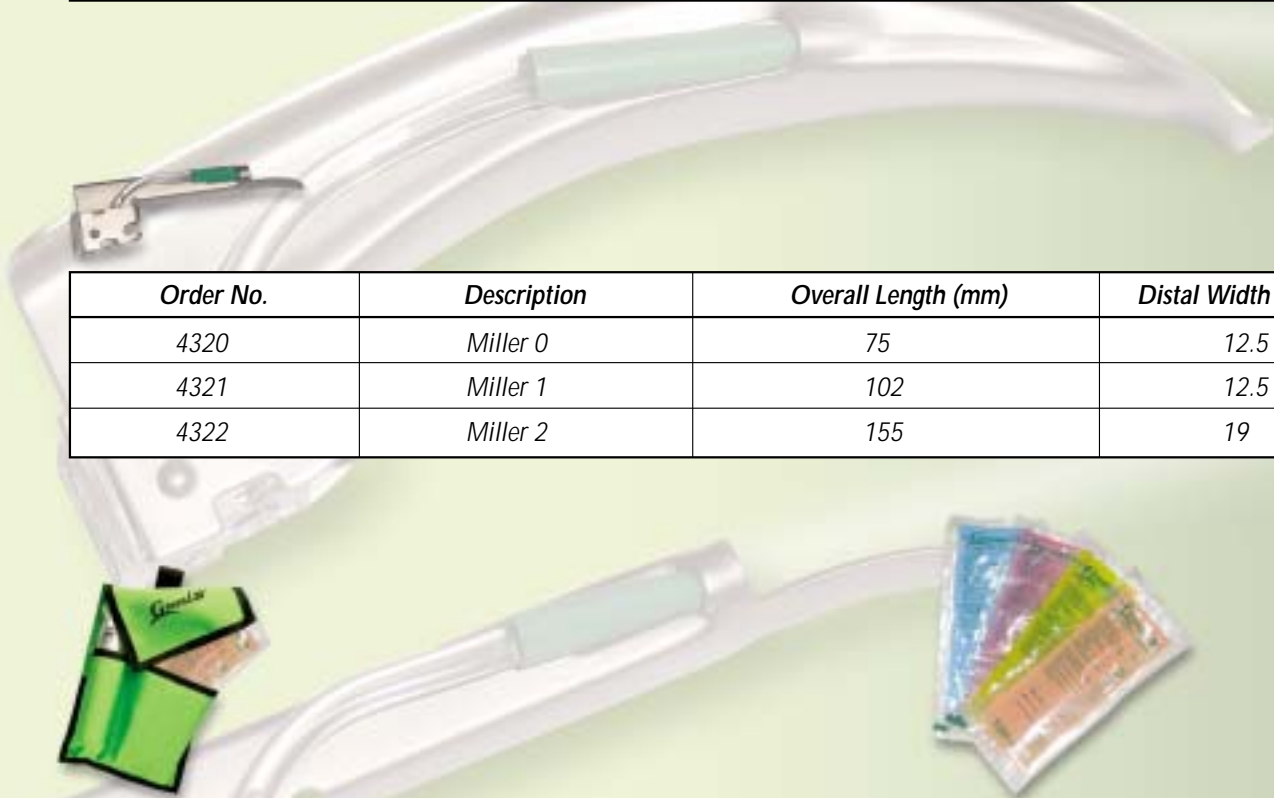 Order No. Description Overall Length (mm) Distal Width
4320 Miller 0 75 12.5
4321 Miller 1 102 12.5
4322 Miller 2 155 19